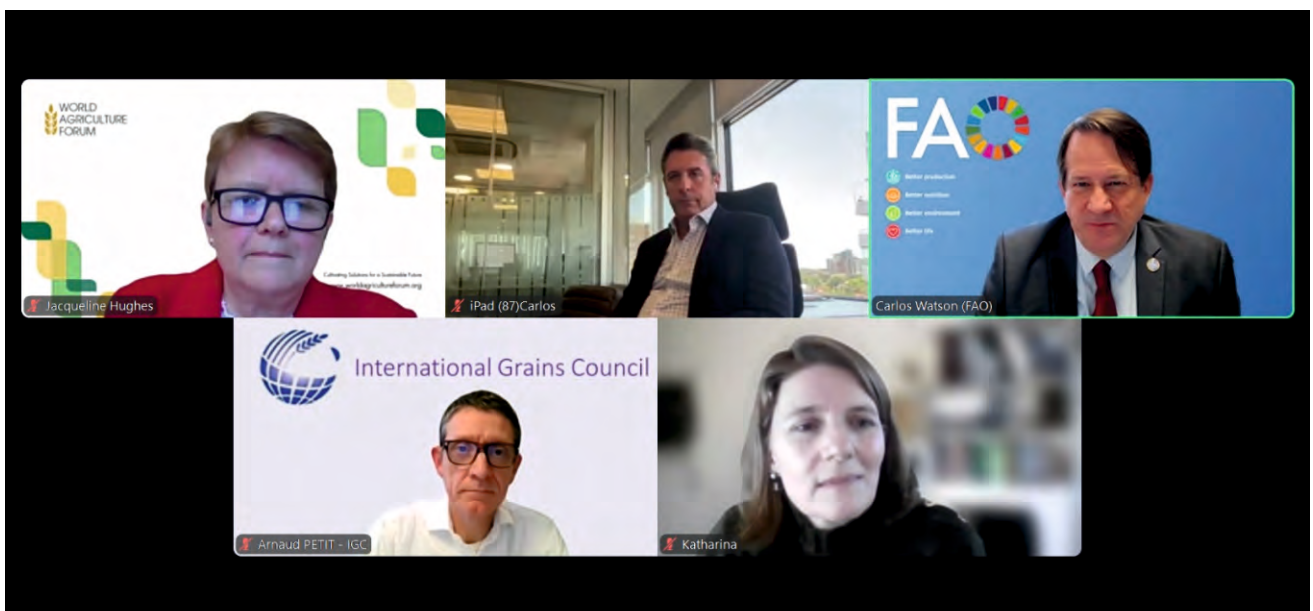 WORLD
AGRICULTURE
FORUM
Cultivating Solutions for a Sustainable Future
worldagricultureforum.org
Jacqueline Hughes
iPad (87)Carlos
FAO
Better production
Better nutrition
Better environment
Better life
Carlos Watson (FAO)
International Grains Council
Arnaud PETIT - IGC
Katharina